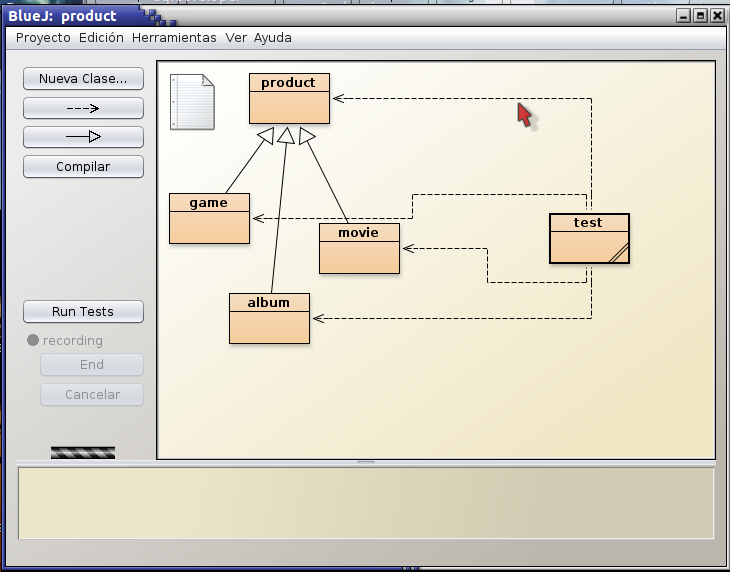 BlueJ: product
Proyecto Edición Herramientas Ver Ayuda
Nueva Clase...
Compilar
product
game
movie
test
album
Run Tests
recording
End
Cancelar